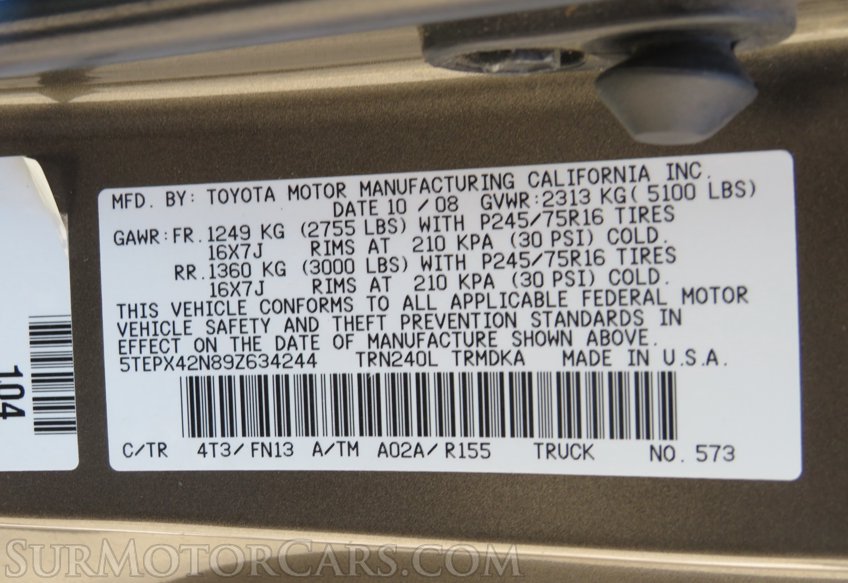 MFD. BY: TOYOTA MOTOR MANUFACTURING CALIFORNIA INC.
DATE 10 /08 GVWR:2313 KG( 5100 LBS)
GAWR:FR. 1249 KG (2755 LBS) WITH P245/75R16 TIRES
16X7J RIMS AT 210 KPA (30 PSI) COLD.
RR. 1360 KG (3000 LBS) WITH P245/75R16 TIRES
16X7J RIMS AT 210 KPA (30 PSI) COLD.
THIS VEHICLE CONFORMS TO ALL APPLICABLE FEDERAL MOTOR
VEHICLE SAFETY AND THEFT PREVENTION STANDARDS IN
EFFECT ON THE DATE OF MANUFACTURE SHOWN ABOVE.
5TEPX42N89Z634244 TRN240L TRMDKA MADE IN U.S.A.
C/TR 4T3/ FN13 A/TM A02A/ R155 TRUCK NO. 573
104
SURMOTORCARS.COM